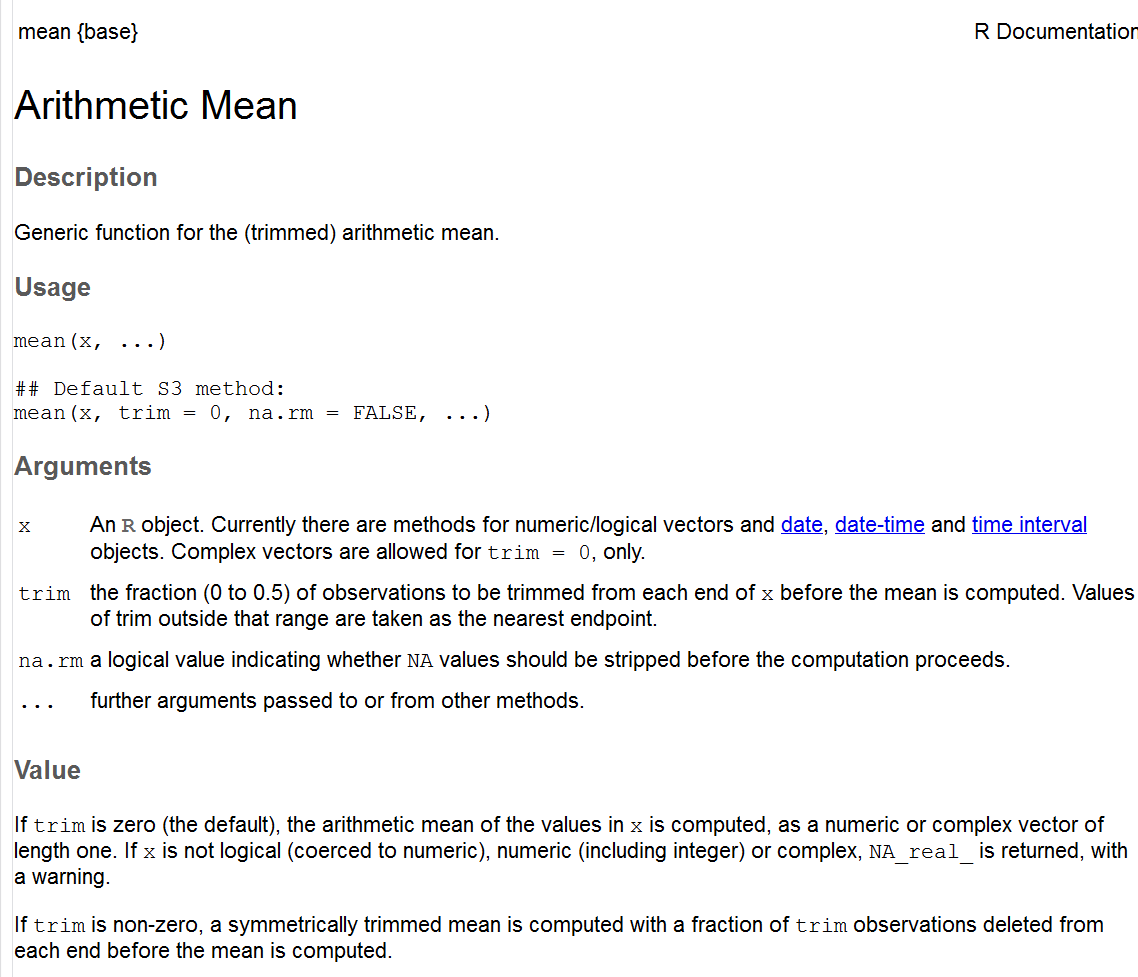 mean {base}
R Documentation
Arithmetic Mean
Description
Generic function for the (trimmed) arithmetic mean.
Usage
mean(x, ...)
## Default S3 method:
mean(x, trim = 0, na.rm = FALSE, ...)
Arguments
x An R object. Currently there are methods for numeric/logical vectors and date, date-time and time interval
objects. Complex vectors are allowed for trim = 0, only.
trim the fraction (0 to 0.5) of observations to be trimmed from each end of x before the mean is computed. Values
of trim outside that range are taken as the nearest endpoint.
na.rm a logical value indicating whether NA values should be stripped before the computation proceeds.
... further arguments passed to or from other methods.
Value
If trim is zero (the default), the arithmetic mean of the values in x is computed, as a numeric or complex vector of
length one. If x is not logical (coerced to numeric), numeric (including integer) or complex, NA_real_ is returned, with
a warning.
If trim is non-zero, a symmetrically trimmed mean is computed with a fraction of trim observations deleted from
each end before the mean is computed.